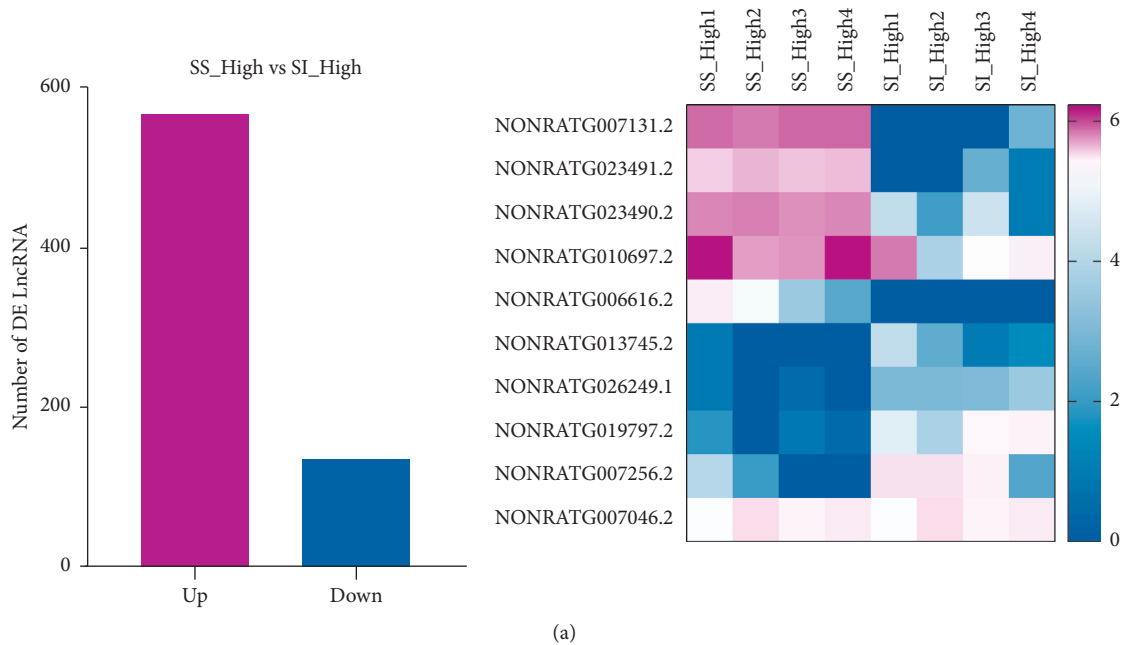 SS_High vs SI_High
Number of DE LncRNA
600
400
200
0
Up
Down
SS_High1
SS_High2
SS_High3
SS_High4
SI_High1
SI_High2
SI_High3
SI_High4
NONRATG007131.2
NONRATG023491.2
NONRATG023490.2
NONRATG010697.2
NONRATG006616.2
NONRATG013745.2
NONRATG026249.1
NONRATG019797.2
NONRATG007256.2
NONRATG007046.2
6
4
2
0
(a)